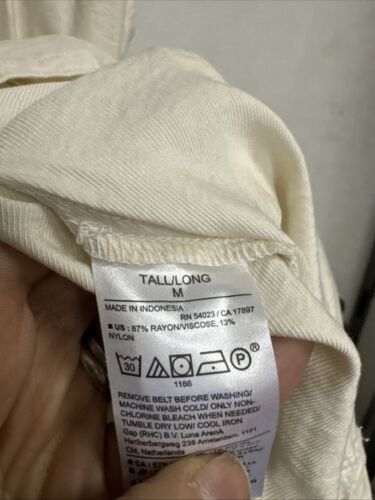 TALL/LONG
M
MADE IN INDONESIA
RN 54023 / CA 17897
■ US : 87% RAYON/VISCOSE, 13%
NYLON
30 P ®
1166
REMOVE BELT BEFORE WASHING/
MACHINE WASH COLD/ ONLY NON-
CHLORINE BLEACH WHEN NEEDED/
TUMBLE DRY LOW/ COOL IRON
Gap (RHC) B.V. Luna ArenA,
Herikerbergweg 238 Amsterdam, 1101
CM, Netherlands
■ CA :